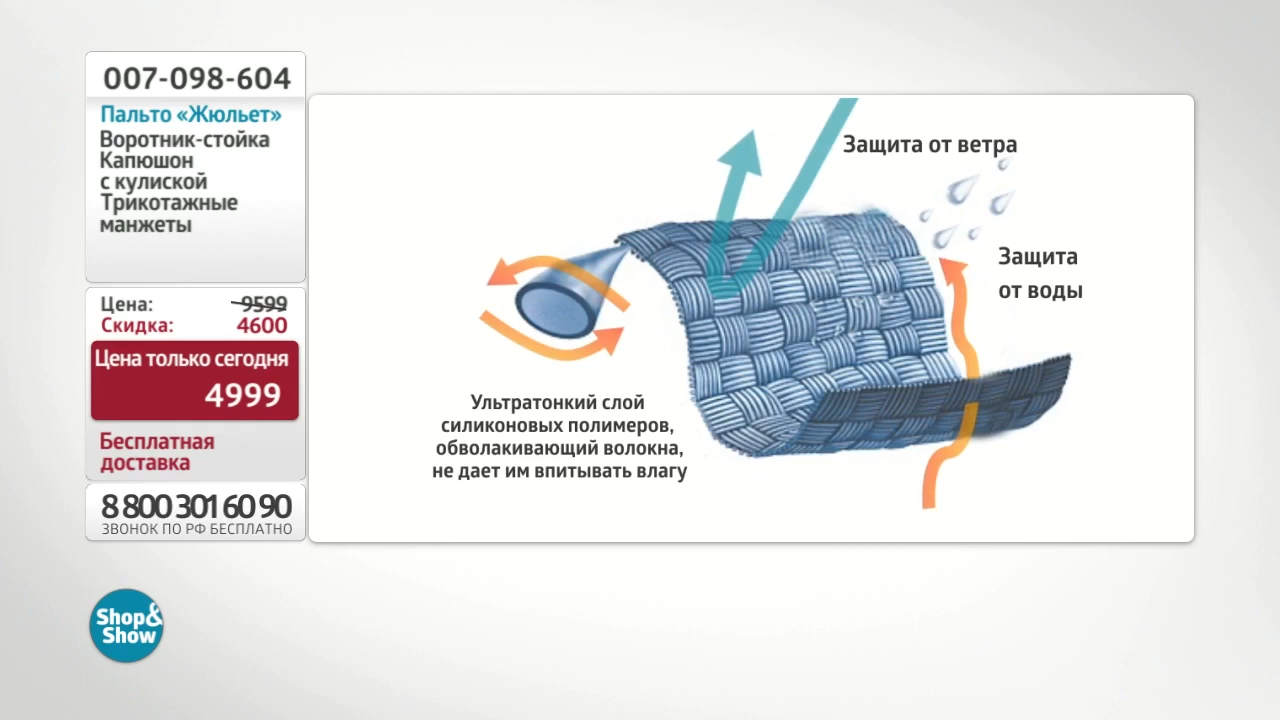 007-098-604
Пальто «Жюльет»
Воротник-стойка
Капюшон
с кулиской
Трикотажные
манжеты
Цена: 9599
Скидка: 4600
Цена только сегодня
4999
Бесплатная
доставка
8 800 301 60 90
ЗВОНОК ПО РФ БЕСПЛАТНО
Shop&
Show
Защита от ветра
Защита
от воды
Ультратонкий слой
силиконовых полимеров,
обволакивающий волокна,
не дает им впитывать влагу